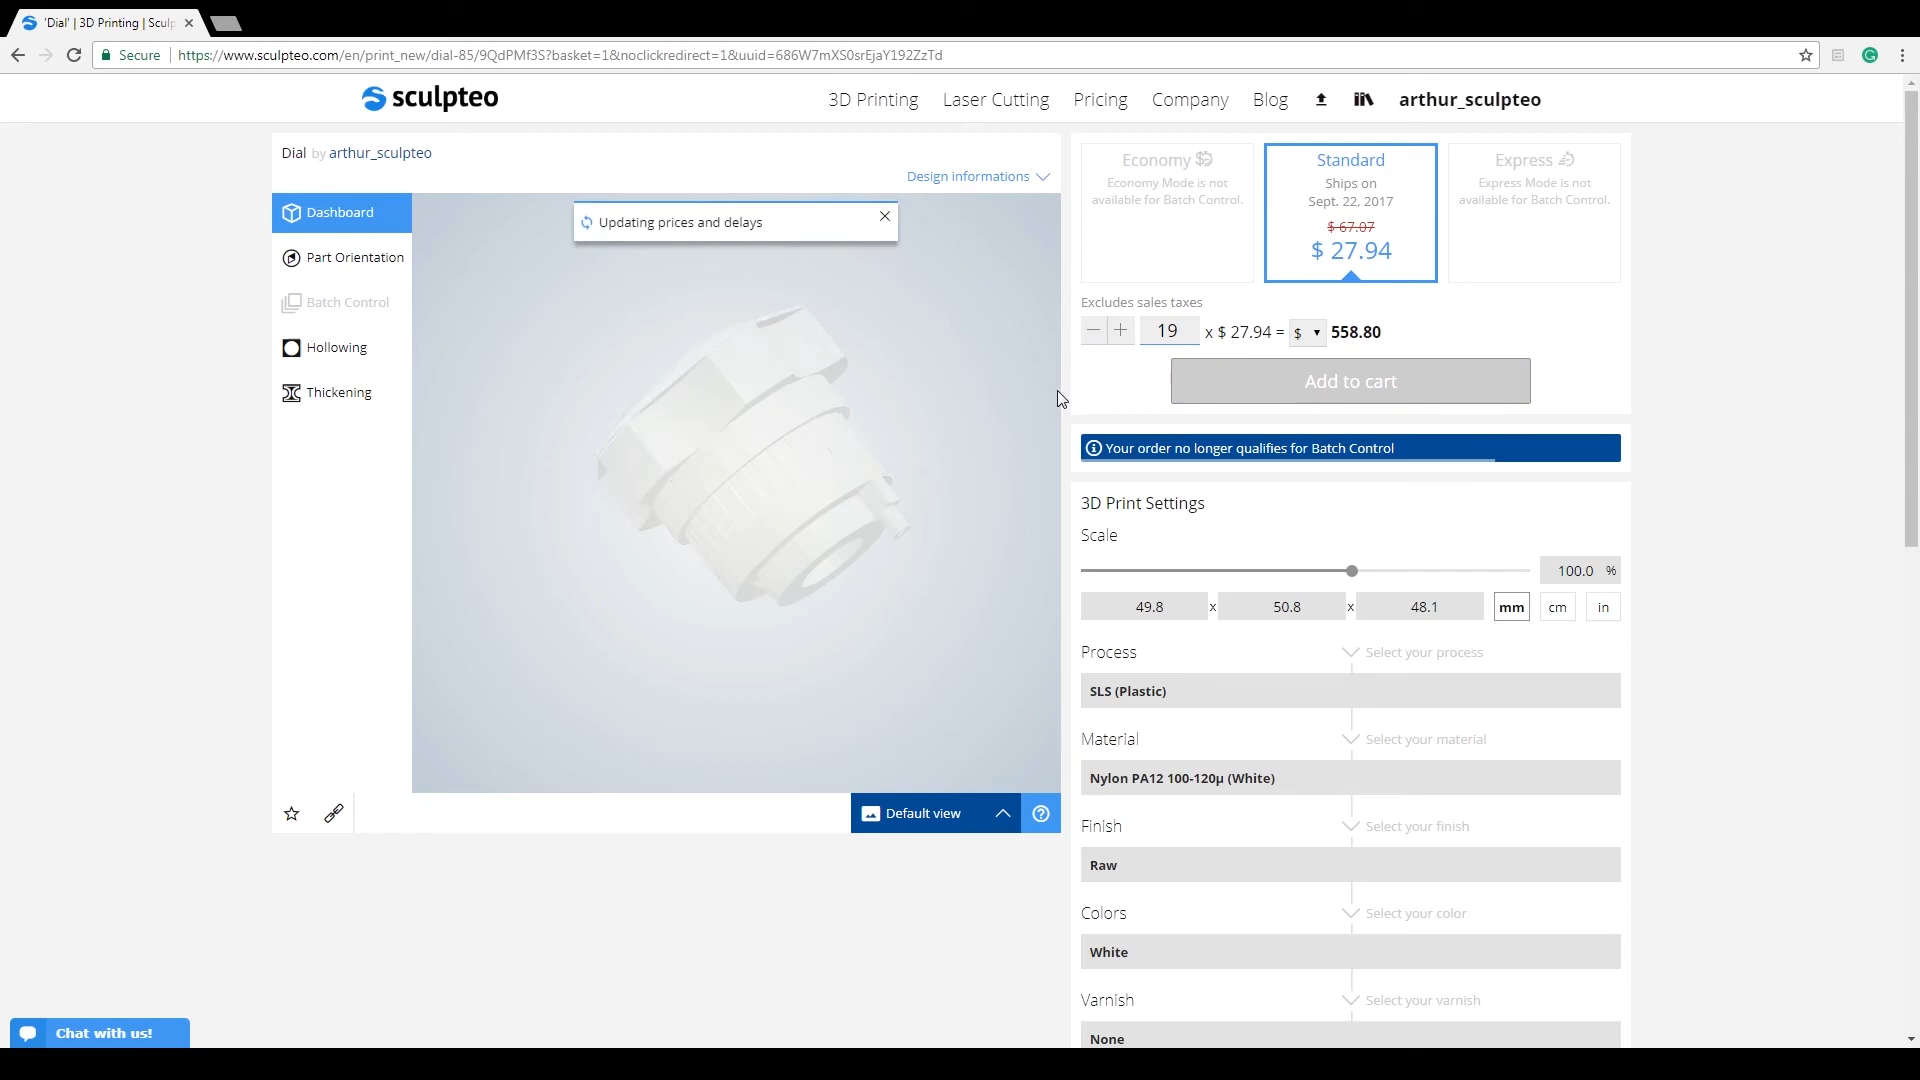 'Dial' | 3D Printing | Sculp
Secure
https://www.sculpteo.com/en/print_new/dial-85/9QdPMf3S?basket=1&noclickredirect=1&uuid=686W7mXS0srEjaY192ZzTd
sculpteo
3D Printing
Laser Cutting
Pricing
Company
Blog
arthur_sculpteo
Dial by arthur_sculpteo
Design informations
Dashboard
Part Orientation
Batch Control
Hollowing
Thickening
Updating prices and delays
Default view
Economy
Economy Mode is not
available for Batch Control.
Standard
Ships on
Sept. 22, 2017
$ 67.07
$ 27.94
Express
Express Mode is not
available for Batch Control.
Excludes sales taxes
19 x $ 27.94 = $ 558.80
Add to cart
Your order no longer qualifies for Batch Control
3D Print Settings
Scale
100.0 %
49.8 x 50.8 x 48.1 mm cm in
Process
Select your process
SLS (Plastic)
Material
Select your material
Nylon PA12 100-120µ (White)
Finish
Select your finish
Raw
Colors
Select your color
White
Varnish
Select your varnish
None
Chat with us!